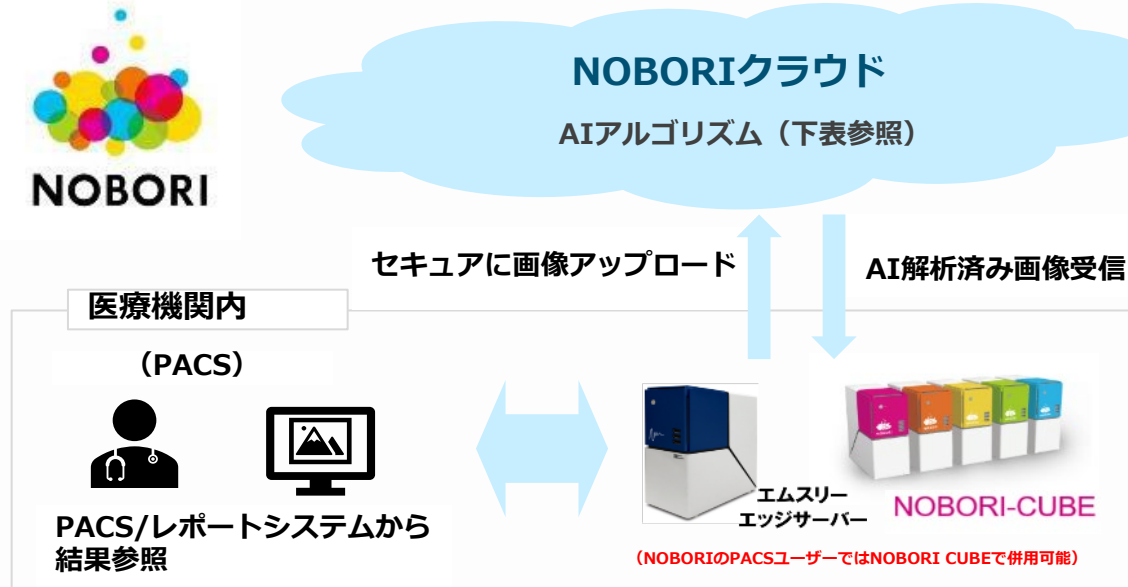 NOBORI
NOBORIクラウド
AIアルゴリズム（下表参照）
セキュアに画像アップロード
AI解析済み画像受信
医療機関内
（PACS）
PACS/レポートシステムから
結果参照
エムスリー
エッジサーバー
NOBORI-CUBE
（NOBORIのPACSユーザーではNOBORI CUBEで併用可能）